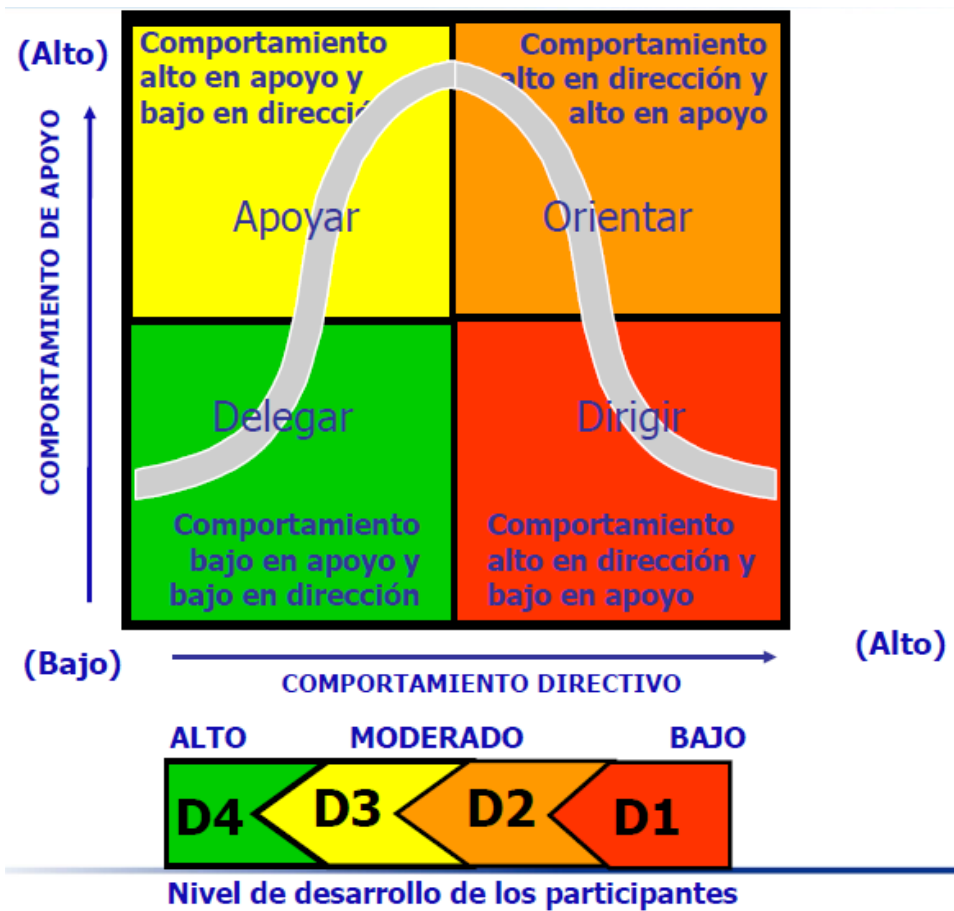 (Alto)
Comportamiento
alto en apoyo y
bajo en dirección
Comportamiento
alto en dirección y
alto en apoyo
COMPORTAMIENTO DE APOYO
Apoyar
Orientar
Delegar
Dirigir
Comportamiento
bajo en apoyo y
bajo en dirección
Comportamiento
alto en dirección y
bajo en apoyo
(Bajo)
(Alto)
COMPORTAMIENTO DIRECTIVO
ALTO
MODERADO
BAJO
D4
D3
D2
D1
Nivel de desarrollo de los participantes